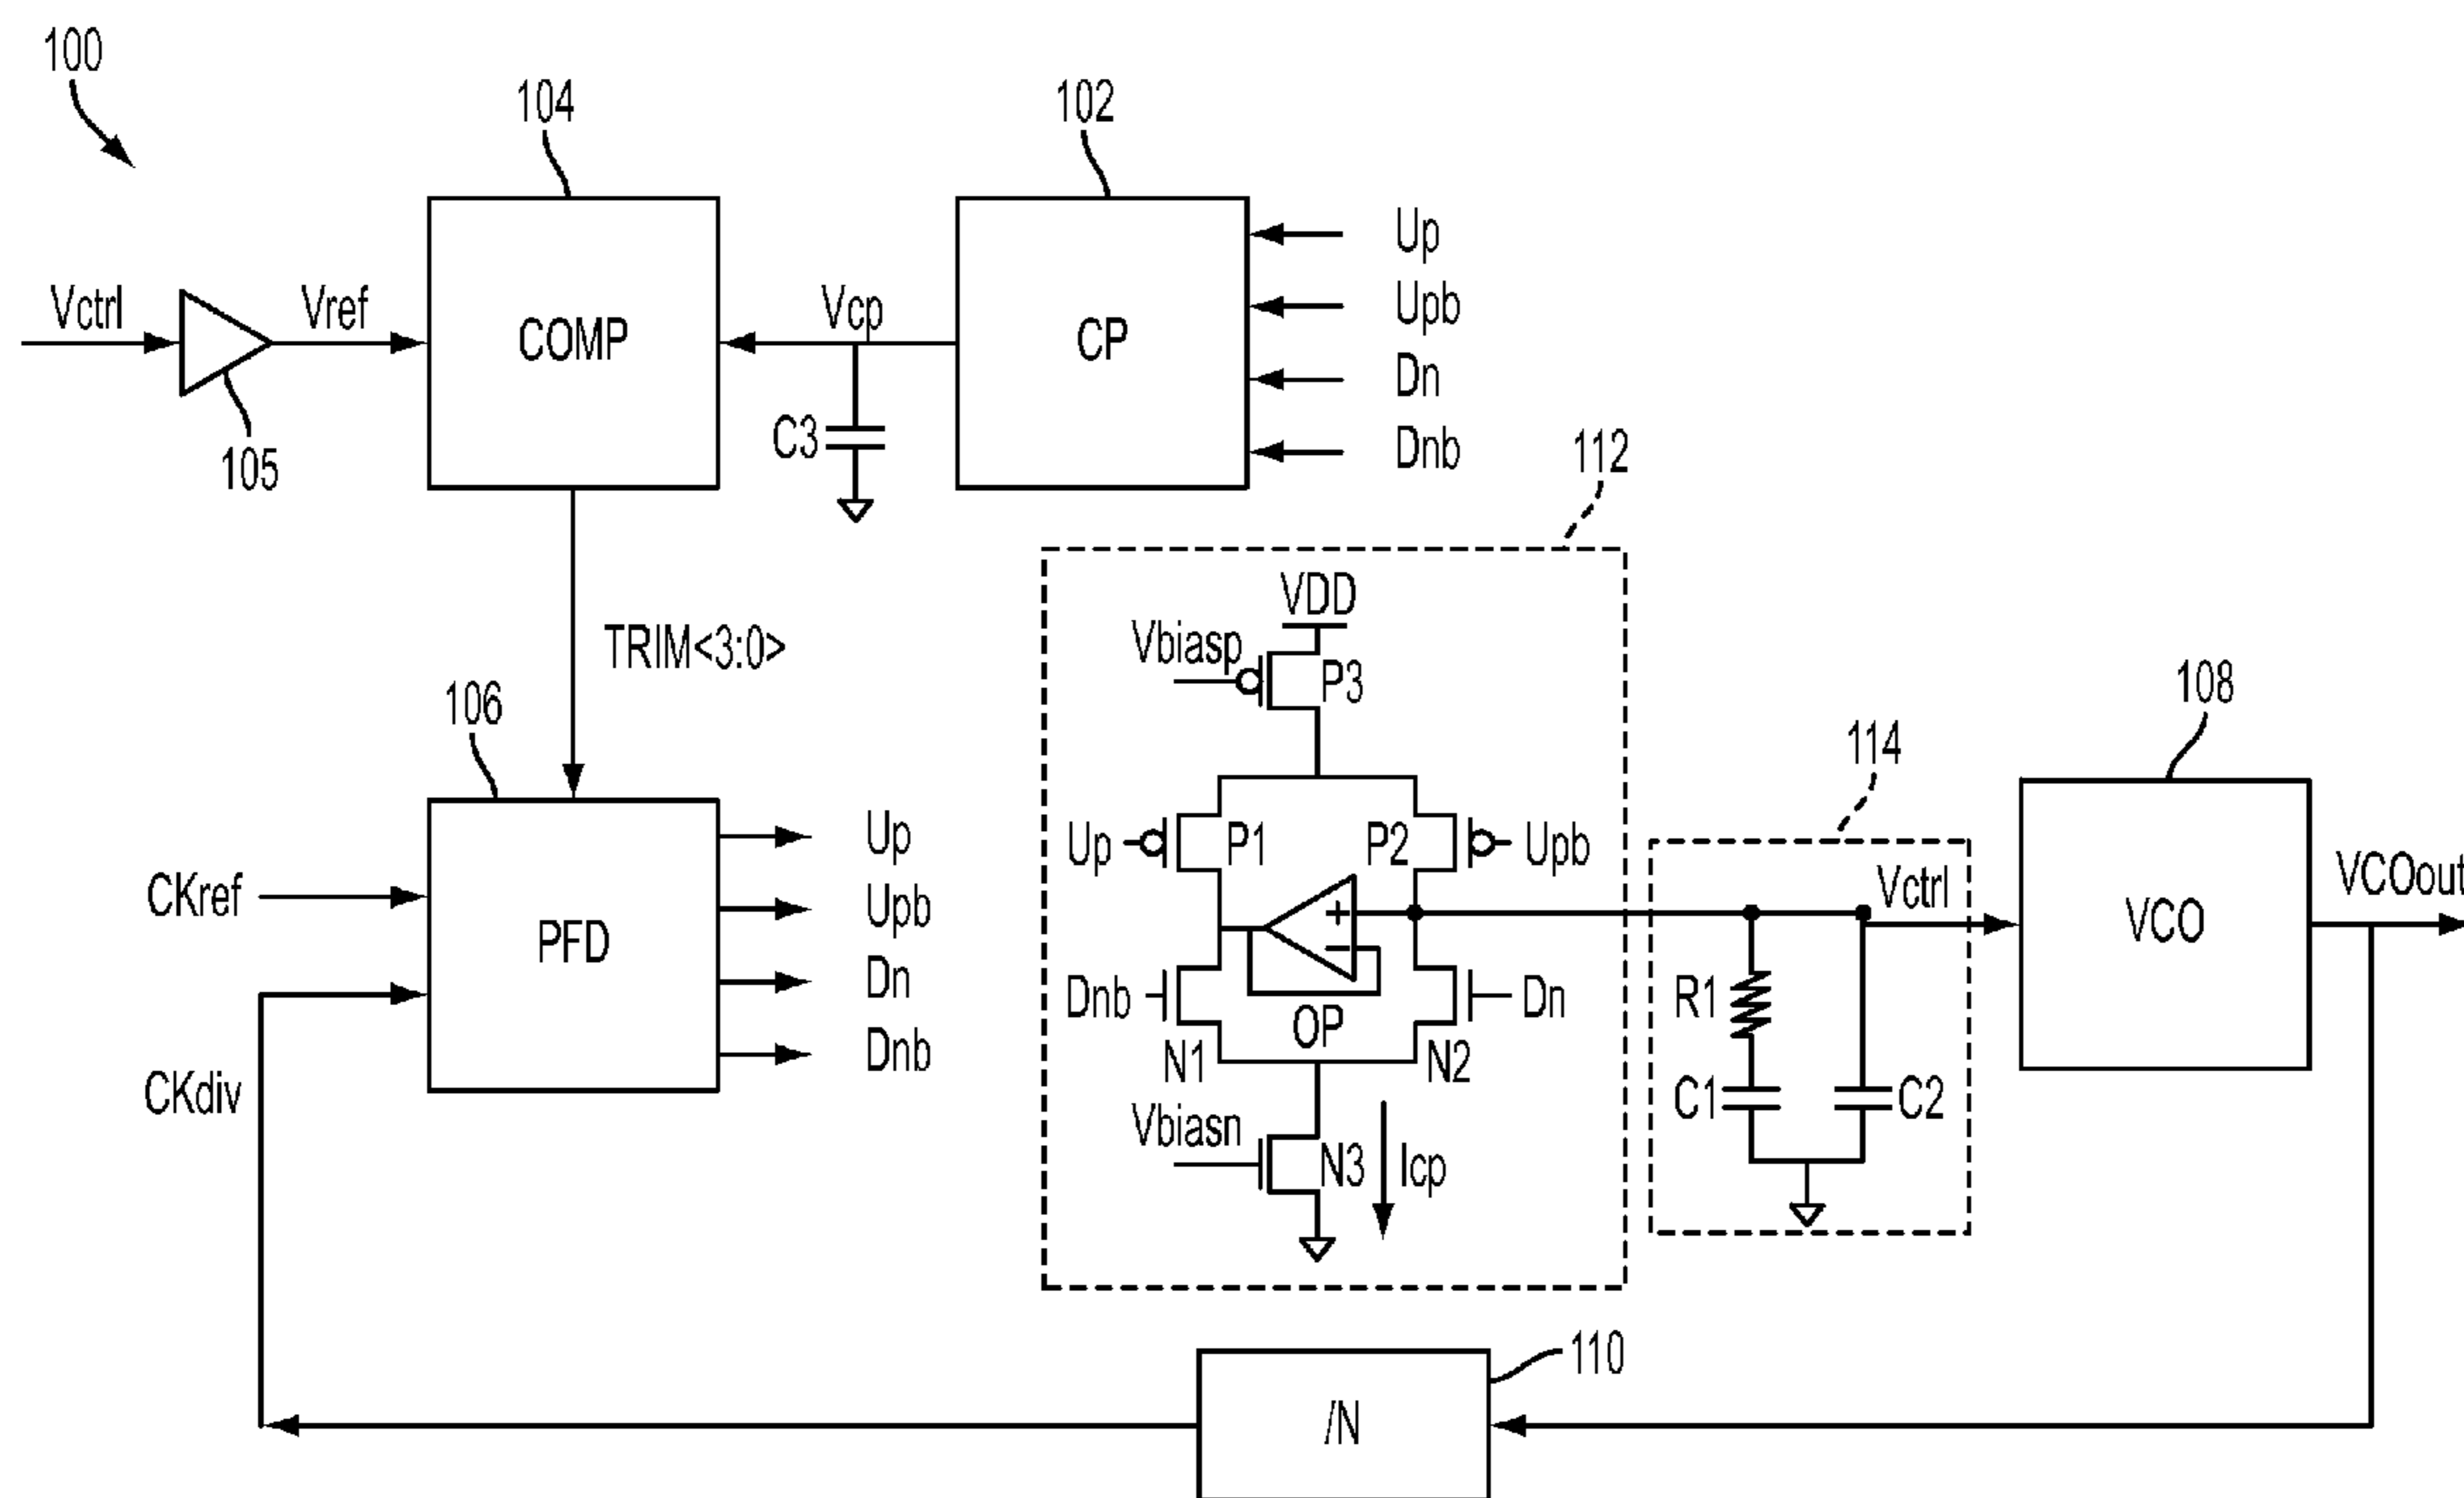 100
104
102
Up
Vctrl
Vref
COMP
Vcp
CP
Upb
Dn
C3
Dnb
105
112
VDD
TRIM<3:0>
Vbiasp
P3
106
108
114
Up
Up
P1
P2
Upb
CKref
PFD
Upb
+
Vctrl
VCO
VCOout
−
Dn
Dnb
OP
Dn
R1
Dnb
N1
N2
CKdiv
C1
C2
Vbiasn
N3
Icp
110
/N